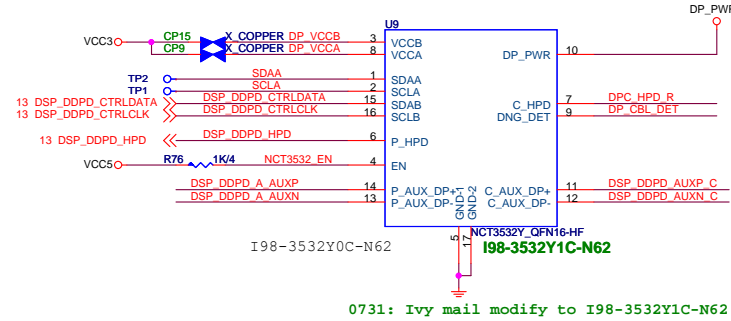 DP_PWR
U9
VCC3 CP15 X_COPPER DP_VCCB 3 VCCB
CP9 X_COPPER DP_VCCA 8 VCCA
DP_PWR 10
TP2 SDAA 1 SDAA
TP1 SCLA 2 SCLA
13 DSP_DDPD_CTRLDATA DSP_DDPD_CTRLDATA 15 SDAB
13 DSP_DDPD_CTRLCLK DSP_DDPD_CTRLCLK 16 SCLB
C_HPD 7 DPC_HPD_R
DNG_DET 9 DP_CBL_DET
13 DSP_DDPD_HPD DSP_DDPD_HPD 6 P_HPD
VCC5 R76 1K/4 NCT3532_EN 4 EN
DSP_DDPD_A_AUXP 14 P_AUX_DP+
DSP_DDPD_A_AUXN 13 P_AUX_DP-
C_AUX_DP+ 11 DSP_DDPD_AUXP_C
C_AUX_DP- 12 DSP_DDPD_AUXN_C
GND-1
GND-2
5
17
NCT3532Y_QFN16-HF
I98-3532Y0C-N62
I98-3532Y1C-N62
0731: Ivy mail modify to I98-3532Y1C-N62